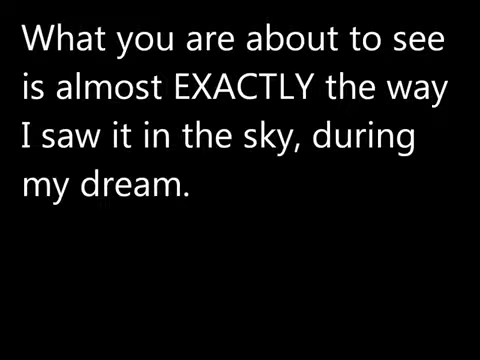 What you are about to see
is almost EXACTLY the way
I saw it in the sky, during
my dream.